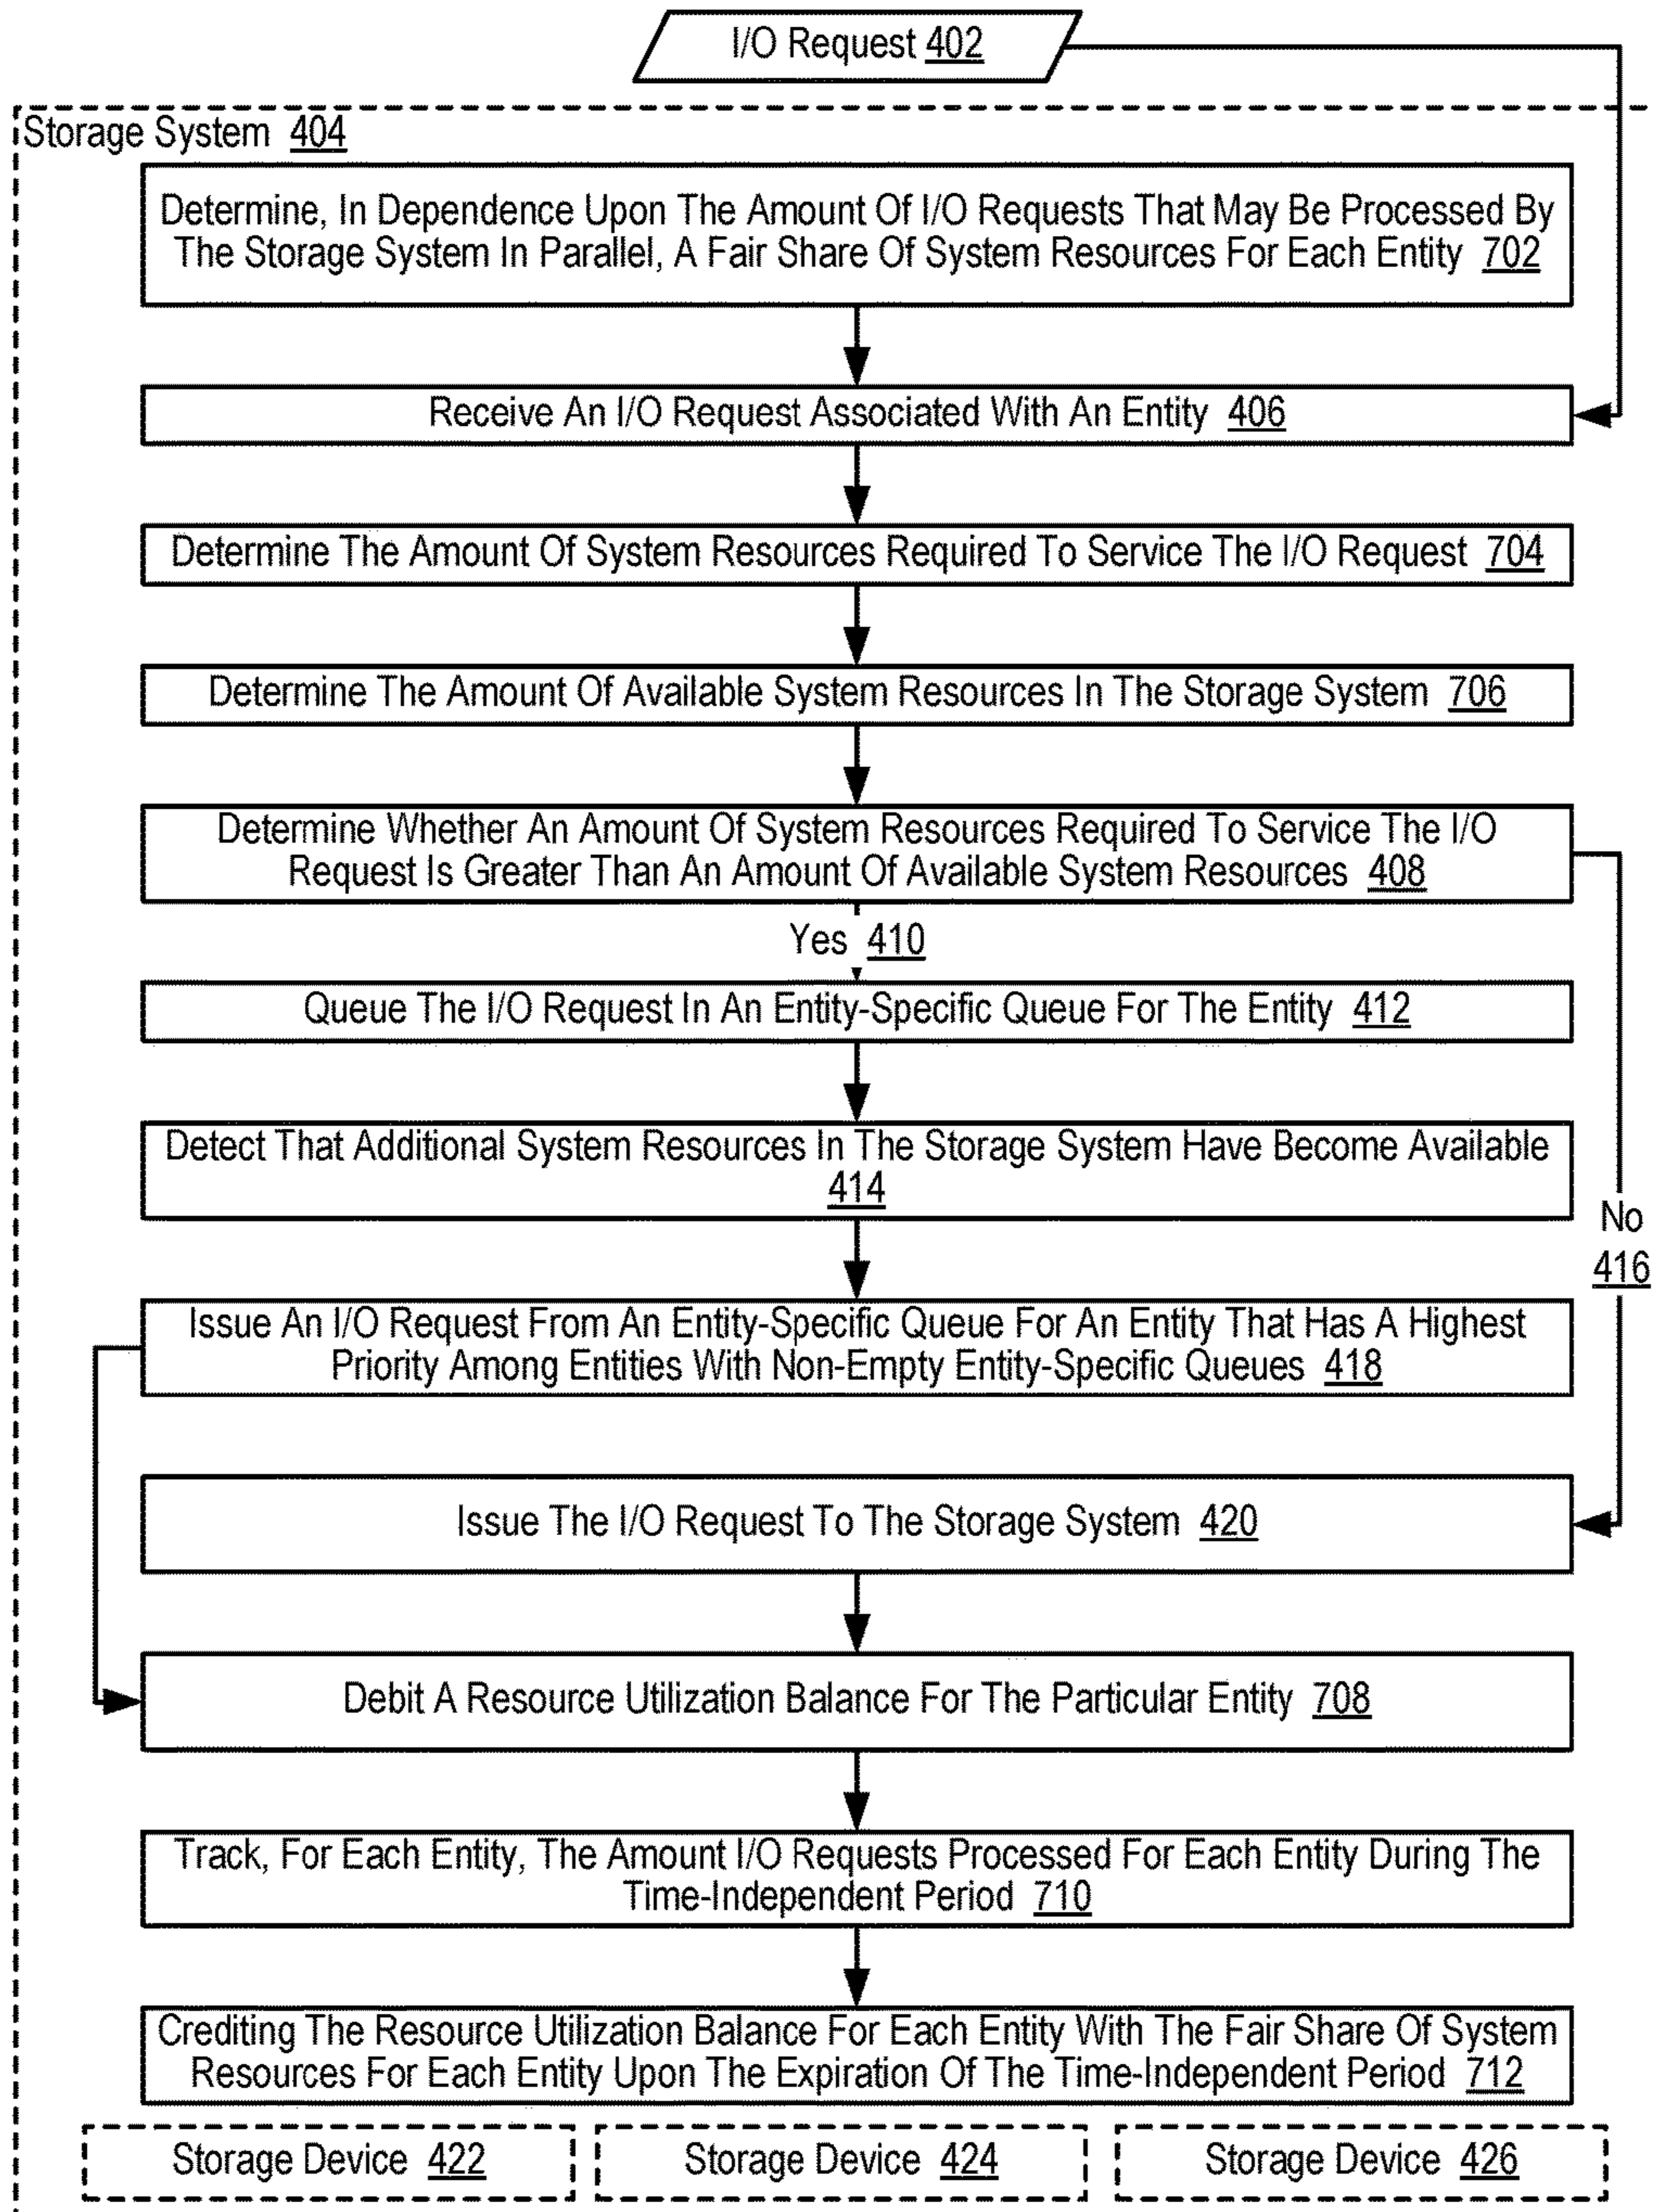 I/O Request 402
Storage System 404
Determine, In Dependence Upon The Amount Of I/O Requests That May Be Processed By
The Storage System In Parallel, A Fair Share Of System Resources For Each Entity 702
Receive An I/O Request Associated With An Entity 406
Determine The Amount Of System Resources Required To Service The I/O Request 704
Determine The Amount Of Available System Resources In The Storage System 706
Determine Whether An Amount Of System Resources Required To Service The I/O
Request Is Greater Than An Amount Of Available System Resources 408
Yes 410
Queue The I/O Request In An Entity-Specific Queue For The Entity 412
Detect That Additional System Resources In The Storage System Have Become Available
414
No
416
Issue An I/O Request From An Entity-Specific Queue For An Entity That Has A Highest
Priority Among Entities With Non-Empty Entity-Specific Queues 418
Issue The I/O Request To The Storage System 420
Debit A Resource Utilization Balance For The Particular Entity 708
Track, For Each Entity, The Amount I/O Requests Processed For Each Entity During The
Time-Independent Period 710
Crediting The Resource Utilization Balance For Each Entity With The Fair Share Of System
Resources For Each Entity Upon The Expiration Of The Time-Independent Period 712
Storage Device 422
Storage Device 424
Storage Device 426